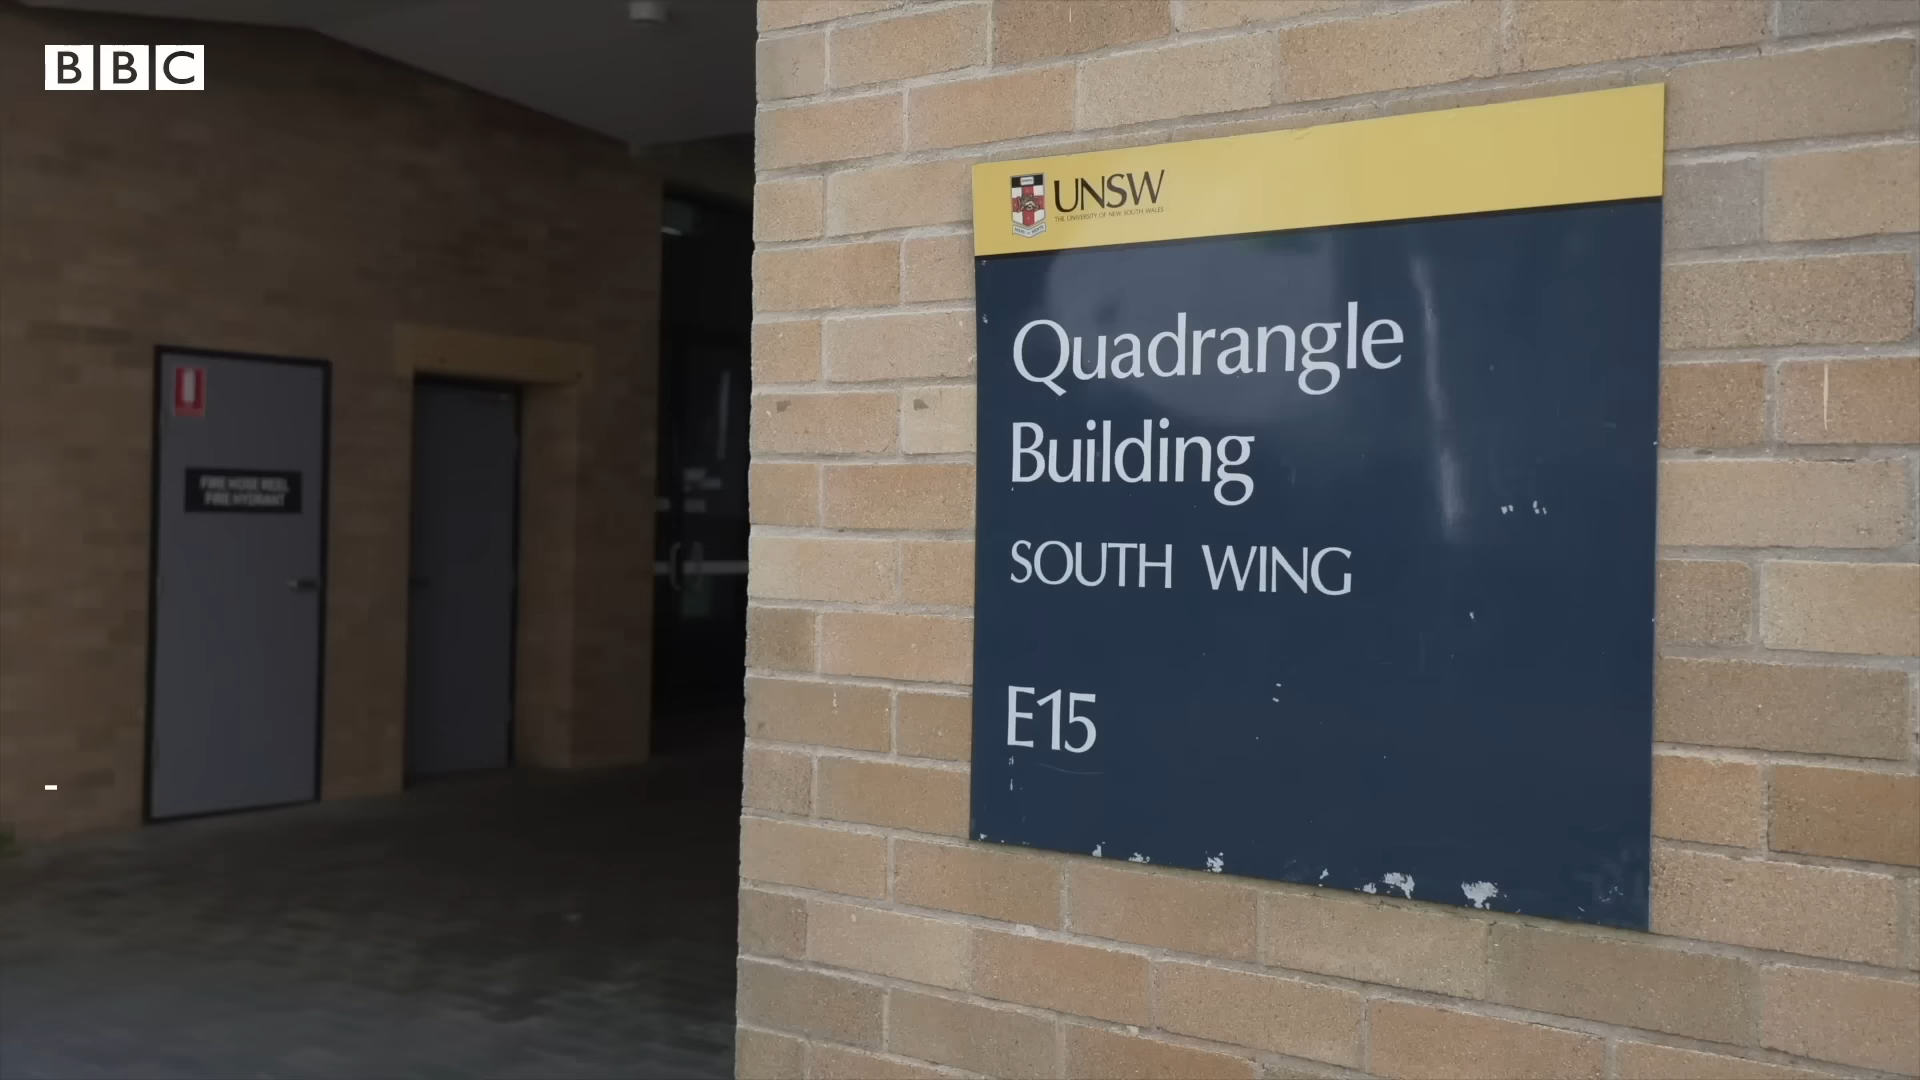 BBC
UNSW
THE UNIVERSITY OF NEW SOUTH WALES
Quadrangle
Building
SOUTH WING
E15
FIRE HOSE REEL
FIRE HYDRANT
-